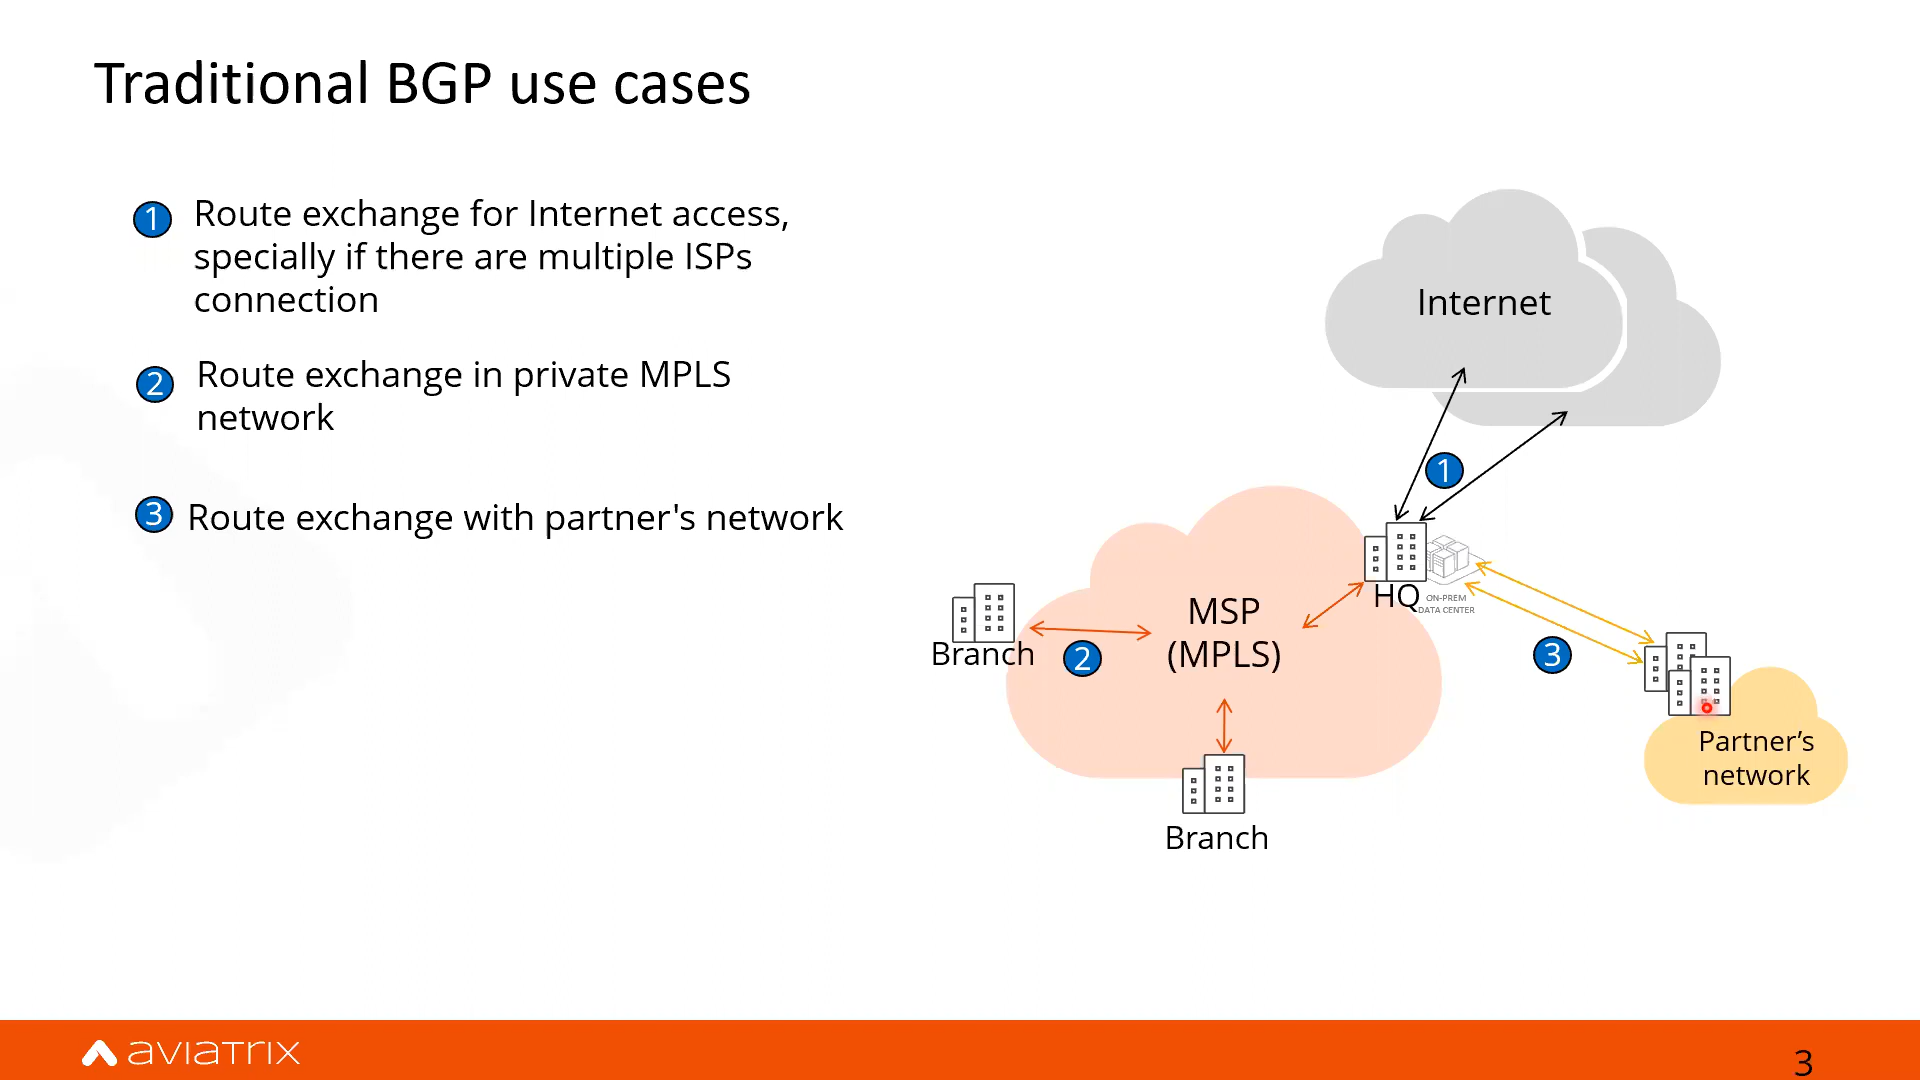 Traditional BGP use cases
1
Route exchange for Internet access,
specially if there are multiple ISPs
connection
2
Route exchange in private MPLS
network
3
Route exchange with partner's network
Internet
1
HQ
ON-PREM
DATA CENTER
MSP
(MPLS)
Branch
2
3
Partner’s
network
Branch
aviatrix
3